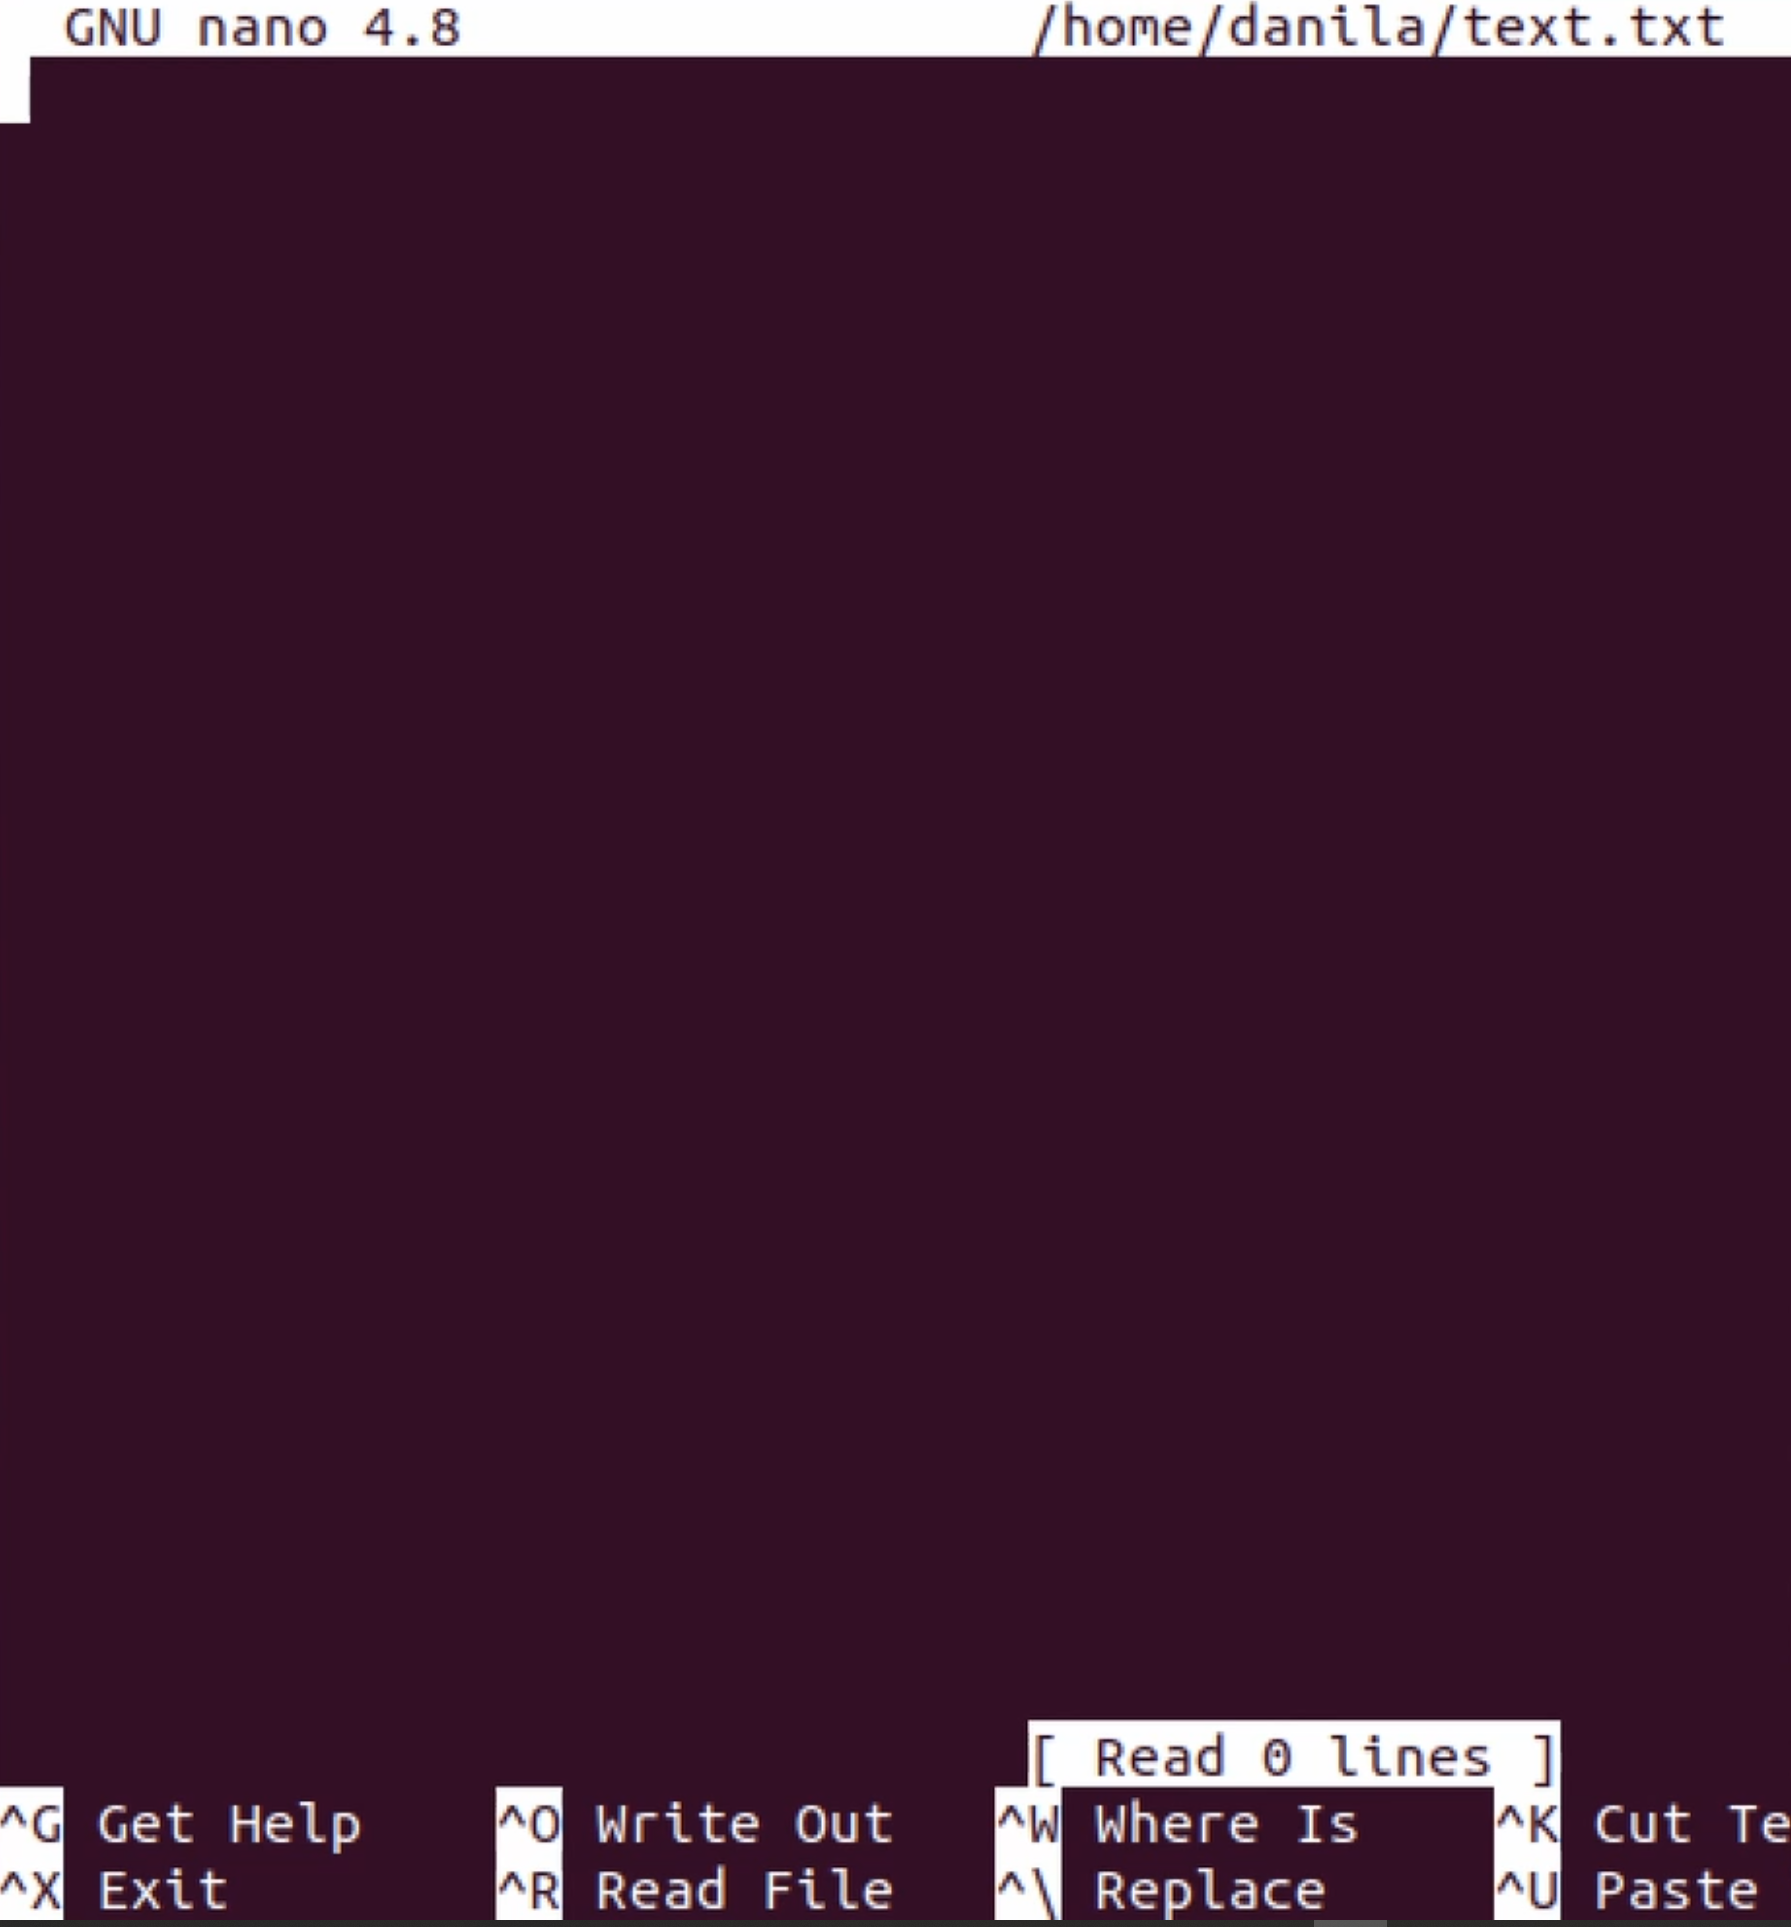 GNU nano 4.8 /home/danila/text.txt
[ Read 0 lines ]
^G Get Help ^O Write Out ^W Where Is ^K Cut Te
^X Exit ^R Read File ^\ Replace ^U Paste